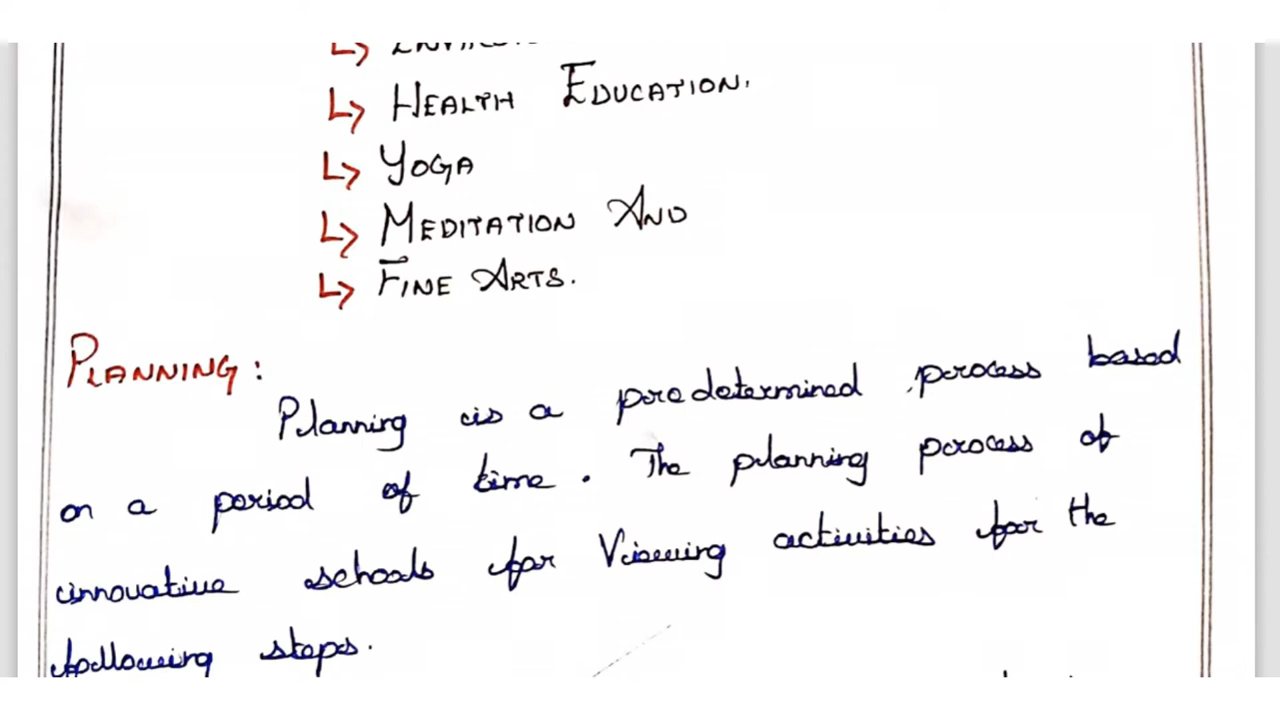 ↳ HEALTH EDUCATION.
↳ YOGA
↳ MEDITATION AND
↳ FINE ARTS.
PLANNING:
Planning is a predetermined process based
on a period of time. The planning process of
innovative schools for Viewing activities for the
following steps.